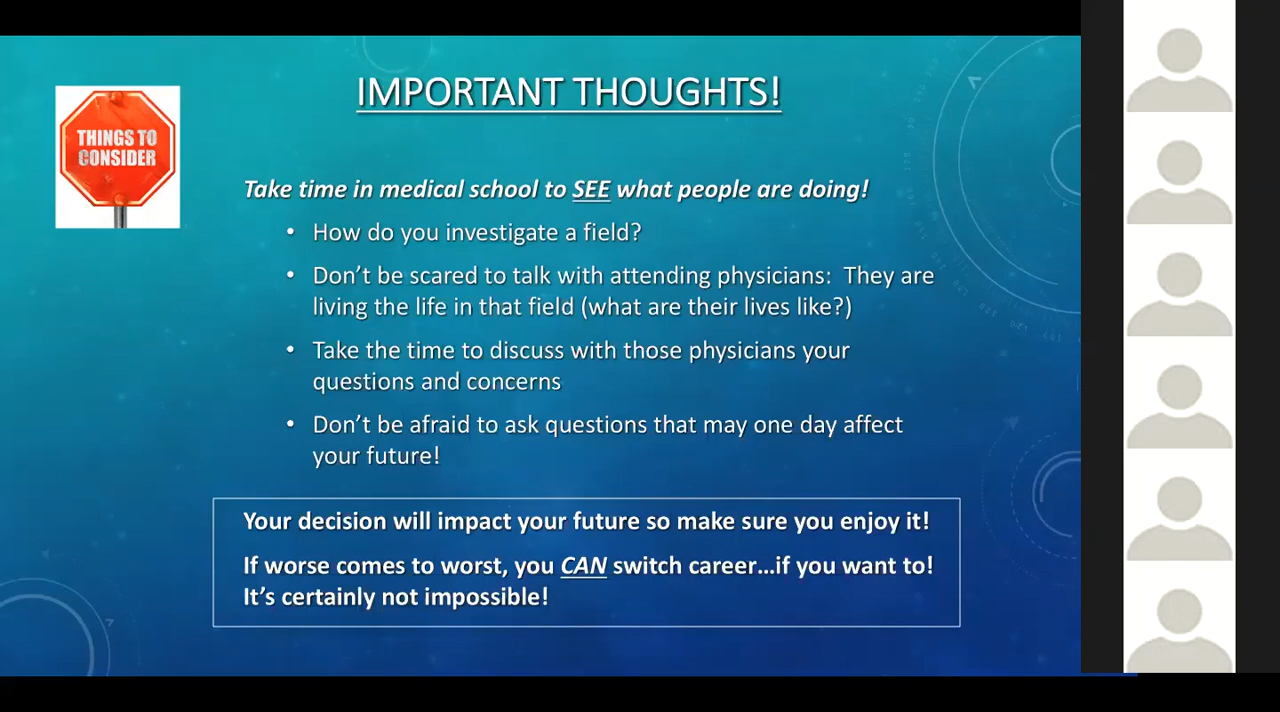 IMPORTANT THOUGHTS!
THINGS TO
CONSIDER
Take time in medical school to SEE what people are doing!
• How do you investigate a field?
• Don’t be scared to talk with attending physicians: They are
living the life in that field (what are their lives like?)
• Take the time to discuss with those physicians your
questions and concerns
• Don’t be afraid to ask questions that may one day affect
your future!
Your decision will impact your future so make sure you enjoy it!
If worse comes to worst, you CAN switch career…if you want to!
It’s certainly not impossible!